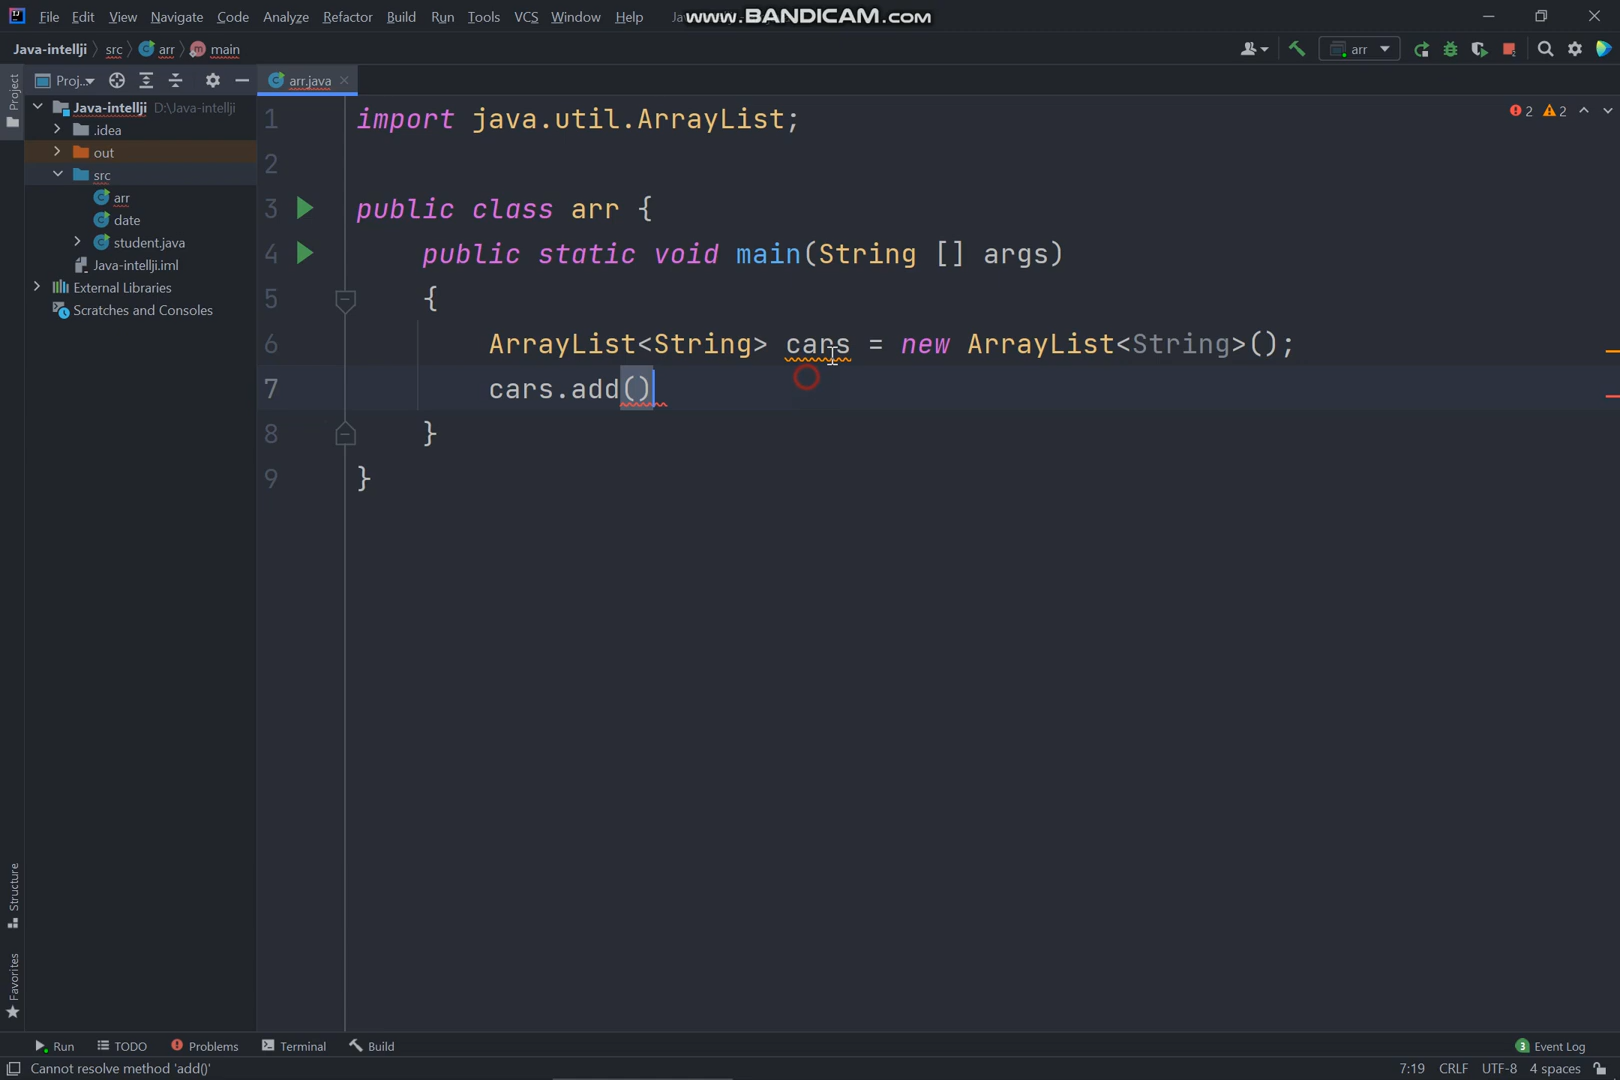 File Edit View Navigate Code Analyze Refactor Build Run Tools VCS Window Help www.BANDICAM.com
Java-intellji src arr main arr
Project Proj... arr.java
Java-intellji D:\Java-intellji
.idea
out
src
arr
date
student.java
Java-intellji.iml
External Libraries
Scratches and Consoles
2 2
1 import java.util.ArrayList;
2
3 public class arr {
4 public static void main(String [] args)
5 {
6 ArrayList<String> cars = new ArrayList<String>();
7 cars.add()
8 }
9 }
Structure
Favorites
Run TODO Problems Terminal Build 3 Event Log
Cannot resolve method 'add()' 7:19 CRLF UTF-8 4 spaces